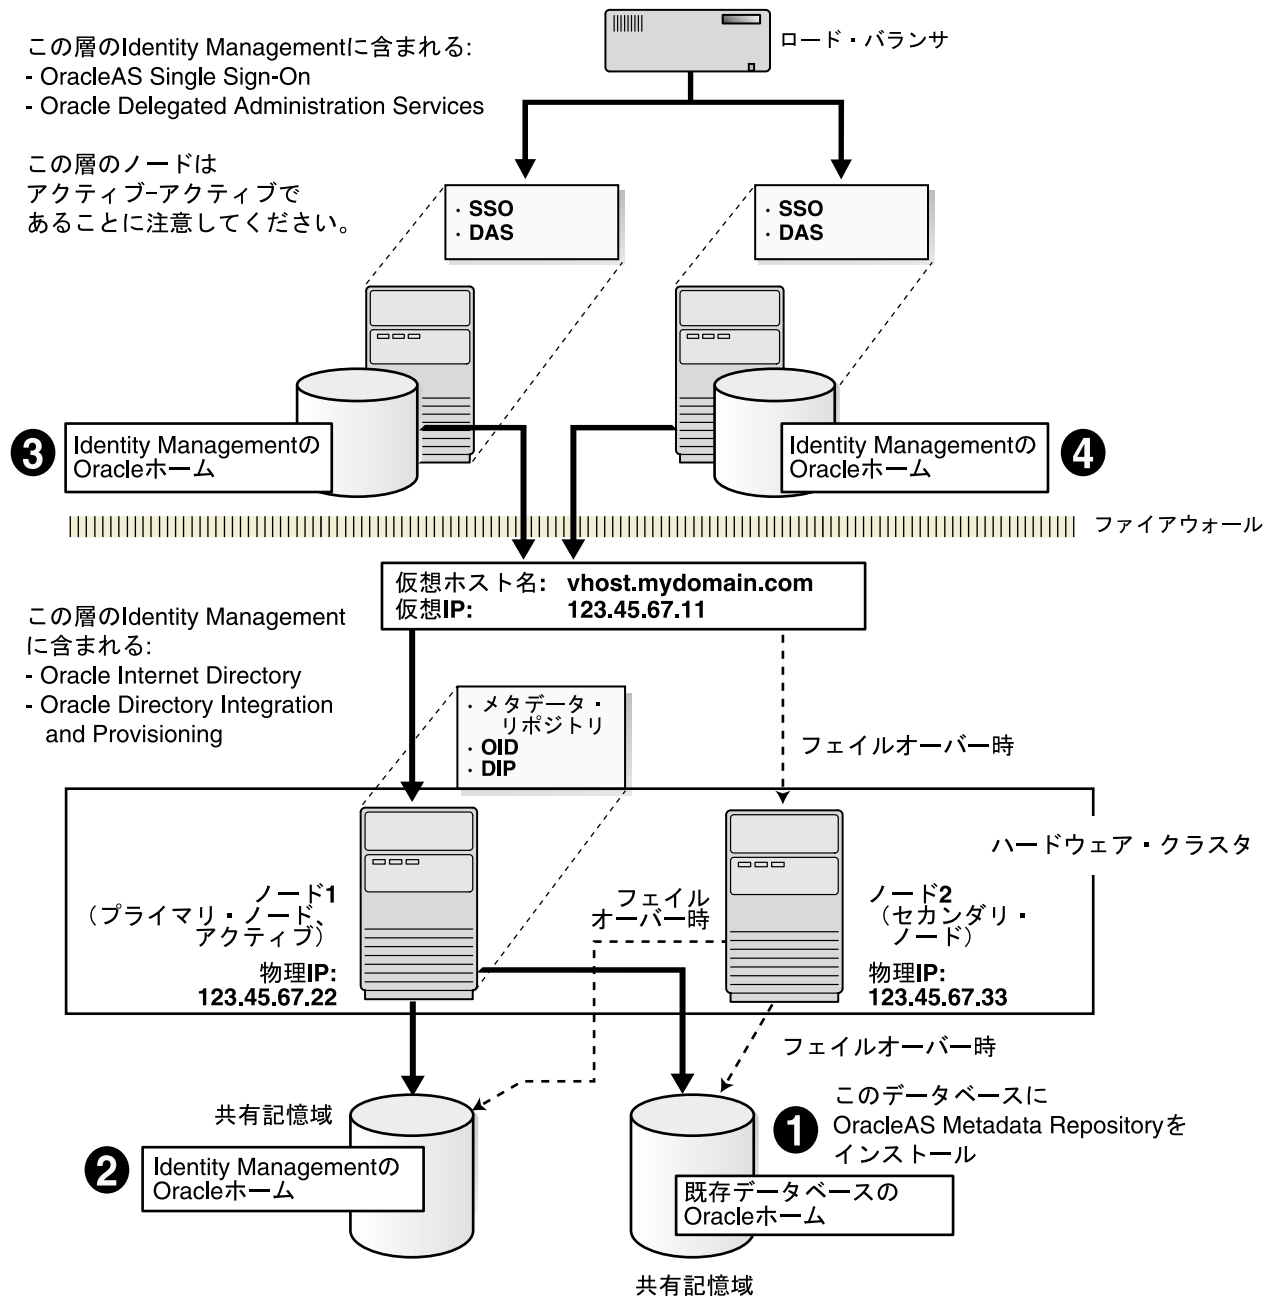 ロード・バランサ
この層のIdentity Managementに含まれる:
- OracleAS Single Sign-On
- Oracle Delegated Administration Services
この層のノードは
アクティブ-アクティブで
あることに注意してください。
・SSO
・DAS
・SSO
・DAS
3
Identity Managementの
Oracleホーム
Identity Managementの
Oracleホーム
4
ファイアウォール
仮想ホスト名: vhost.mydomain.com
仮想IP: 123.45.67.11
この層のIdentity Management
に含まれる:
- Oracle Internet Directory
- Oracle Directory Integration
and Provisioning
・メタデータ・
リポジトリ
・OID
・DIP
フェイルオーバー時
ハードウェア・クラスタ
ノード1
（プライマリ・ノード、
アクティブ）
物理IP:
123.45.67.22
フェイル
オーバー時
ノード2
（セカンダリ・
ノード）
物理IP:
123.45.67.33
フェイルオーバー時
共有記憶域
2
Identity Managementの
Oracleホーム
1
このデータベースに
OracleAS Metadata Repositoryを
インストール
既存データベースの
Oracleホーム
共有記憶域